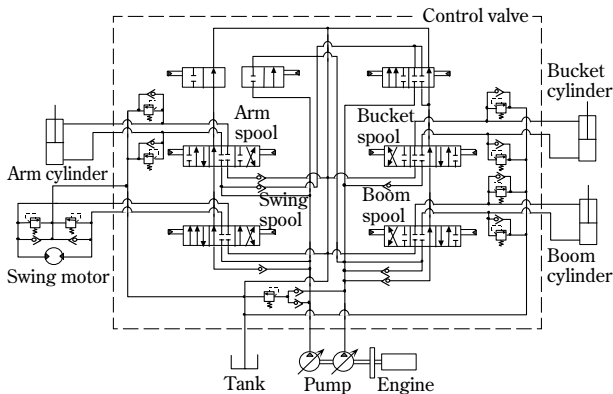 Control valve
Bucket
cylinder
Arm
spool
Bucket
spool
Arm cylinder
Swing
spool
Boom
spool
Swing motor
Boom
cylinder
Tank
Pump
Engine